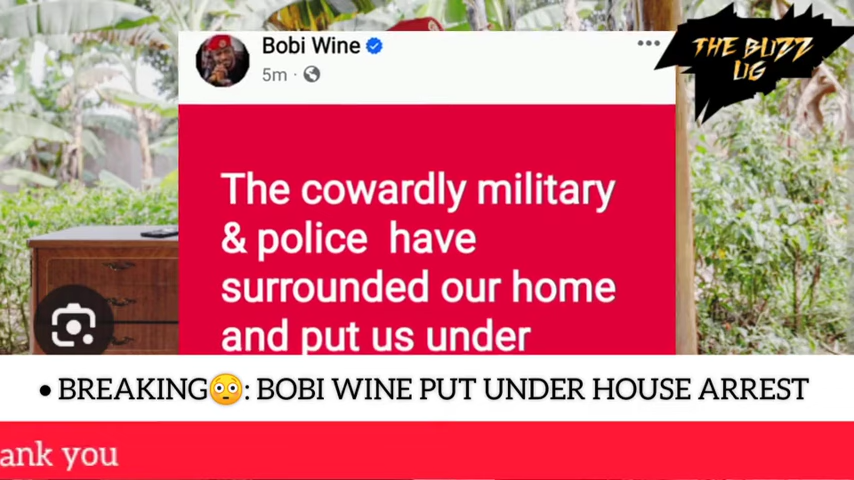 THE BUZZ
UG
Bobi Wine
5m ·
The cowardly military
& police have
surrounded our home
and put us under
• BREAKING😳: BOBI WINE PUT UNDER HOUSE ARREST
ank you